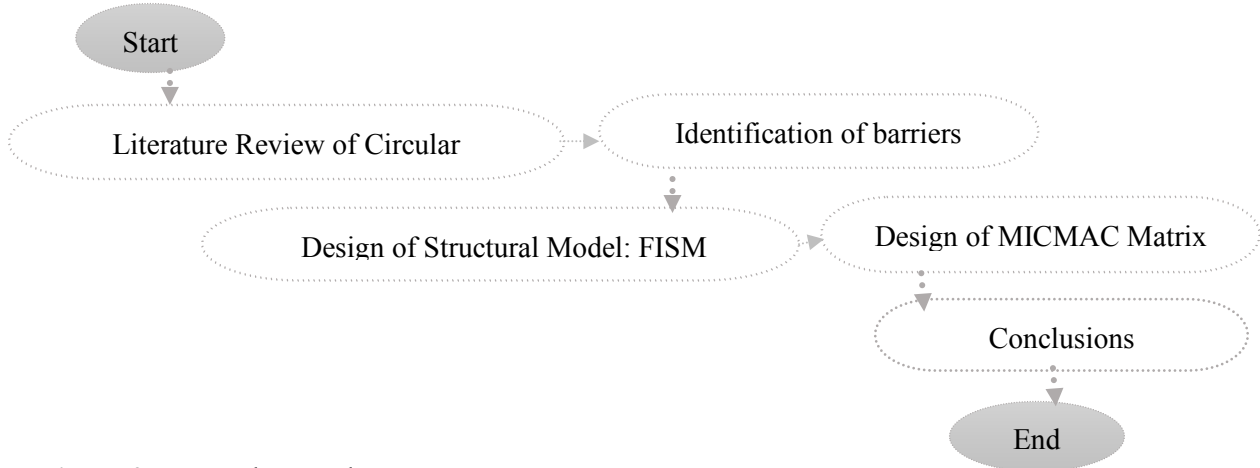 Start
Literature Review of Circular
Identification of barriers
Design of Structural Model: FISM
Design of MICMAC Matrix
Conclusions
End